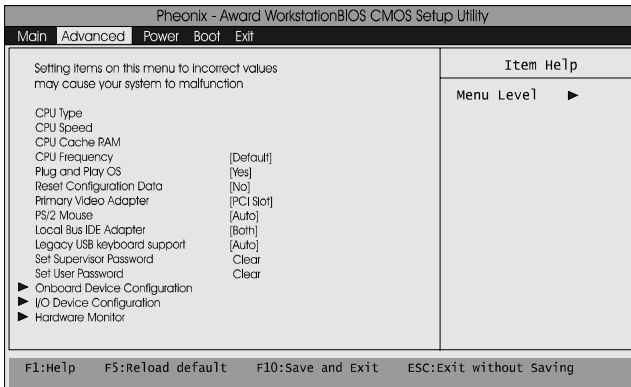 Pheonix - Award WorkstationBIOS CMOS Setup Utility
Main Advanced Power Boot Exit
Setting items on this menu to incorrect values
may cause your system to malfunction
CPU Type
CPU Speed
CPU Cache RAM
CPU Frequency [Default]
Plug and Play OS [Yes]
Reset Configuration Data [No]
Primary Video Adapter [PCI Slot]
PS/2 Mouse [Auto]
Local Bus IDE Adapter [Both]
Legacy USB keyboard support [Auto]
Set Supervisor Password Clear
Set User Password Clear
▶ Onboard Device Configuration
▶ I/O Device Configuration
▶ Hardware Monitor
Item Help
Menu Level ▶
F1:Help F5:Reload default F10:Save and Exit ESC:Exit without Saving